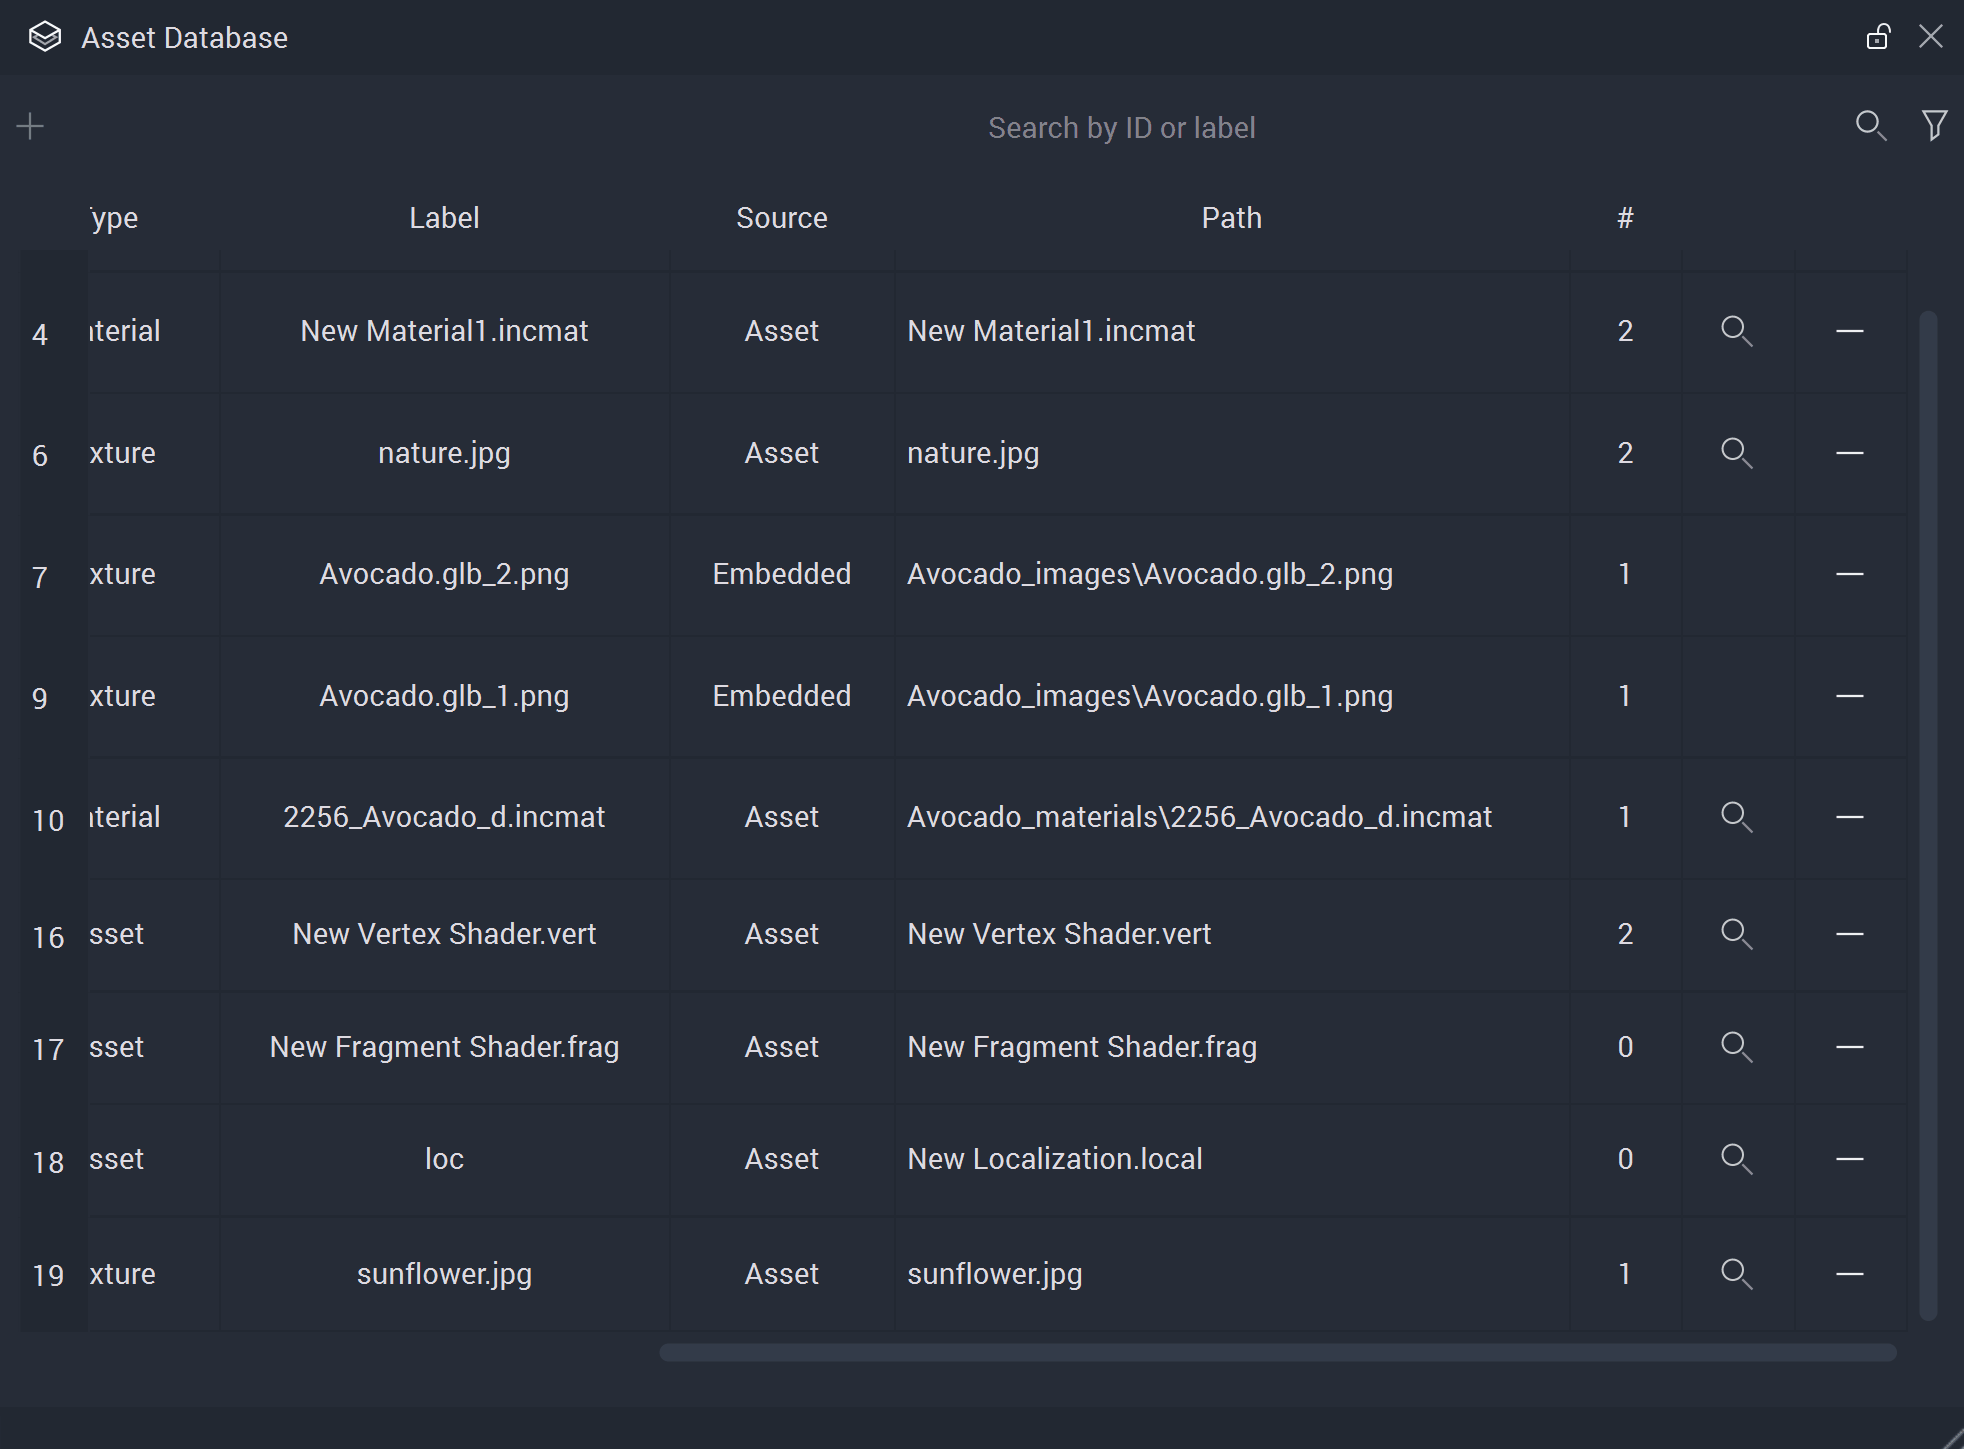 Asset Database
Search by ID or label
Type Label Source Path #
4 terial New Material1.incmat Asset New Material1.incmat 2
6 xture nature.jpg Asset nature.jpg 2
7 xture Avocado.glb_2.png Embedded Avocado_images\Avocado.glb_2.png 1
9 xture Avocado.glb_1.png Embedded Avocado_images\Avocado.glb_1.png 1
10 terial 2256_Avocado_d.incmat Asset Avocado_materials\2256_Avocado_d.incmat 1
16 sset New Vertex Shader.vert Asset New Vertex Shader.vert 2
17 sset New Fragment Shader.frag Asset New Fragment Shader.frag 0
18 sset loc Asset New Localization.local 0
19 xture sunflower.jpg Asset sunflower.jpg 1